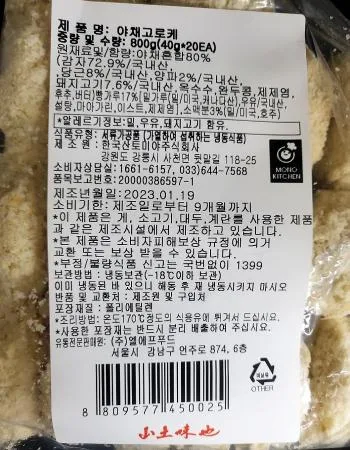 제 품 명 : 야채고로케
중량 및 수량: 800g(40g*20EA)
원재료및/함량:야채혼합80%
(감자72.9%/국내산,
,당근8%/국내산,양파2%/국내산,
돼지고기7.6%/국내산,옥수수,완두콩,제제염,
후추,버터)빵가루17%[밀가루(밀/미국,캐나다산),우유/국내산,
설탕,마아가린,이스트,제제염],소맥분3%(밀/미국,호주)
*알레르기정보:밀,우유,돼지고기 함유.
식품유형: 서류가공품 (가열하여 섭취하는 냉동식품)
제 조 원 : 한국산토미야주식회사
강원도 강릉시 사천면 뒷밑길 118-25
소비자상담실: 1661-6157, 033)644-7568
품목보고번호: 20000386597-1
제조년월일:2023.01.19
소비기한: 제조일로부터 9개월까지
*이 제품은 게, 소고기,대두,계란를 사용한 제품
과 같은 제조시설에서 제조하고 있습니다.
*본 제품은 소비자피해보상 규정에 의거
교환 또는 보상 받을 수 있습니다.
*부정/불량식품 신고는 국번없이 1399
보관방법 : 냉동보관(-18℃이하 보관)
이미 냉동된 바 있으니 해동 후 재 냉동시키지 마시오
반품 및 교환처 : 제조원 및 구입처
포장재질 : 폴리에틸렌
*조리방법: 온도170℃정도의 식용유에 튀겨서 드십시요.
*사용한 포장재는 반드시 분리 배출하여 주십시요.
유통전문판매원: (주)엘에프푸드
서울시 강남구 언주로 874, 6층
MONO
KITCHEN
OTHER
8 809577 450025
山土味也